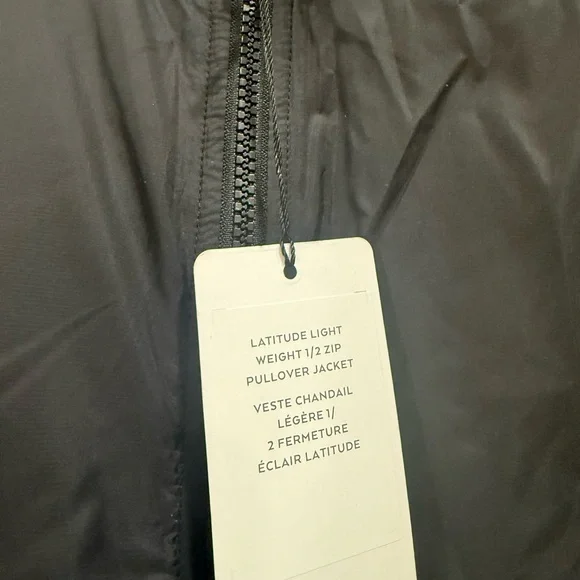 LATITUDE LIGHT
WEIGHT 1/2 ZIP
PULLOVER JACKET
VESTE CHANDAIL
LÉGÈRE 1/
2 FERMETURE
ÉCLAIR LATITUDE